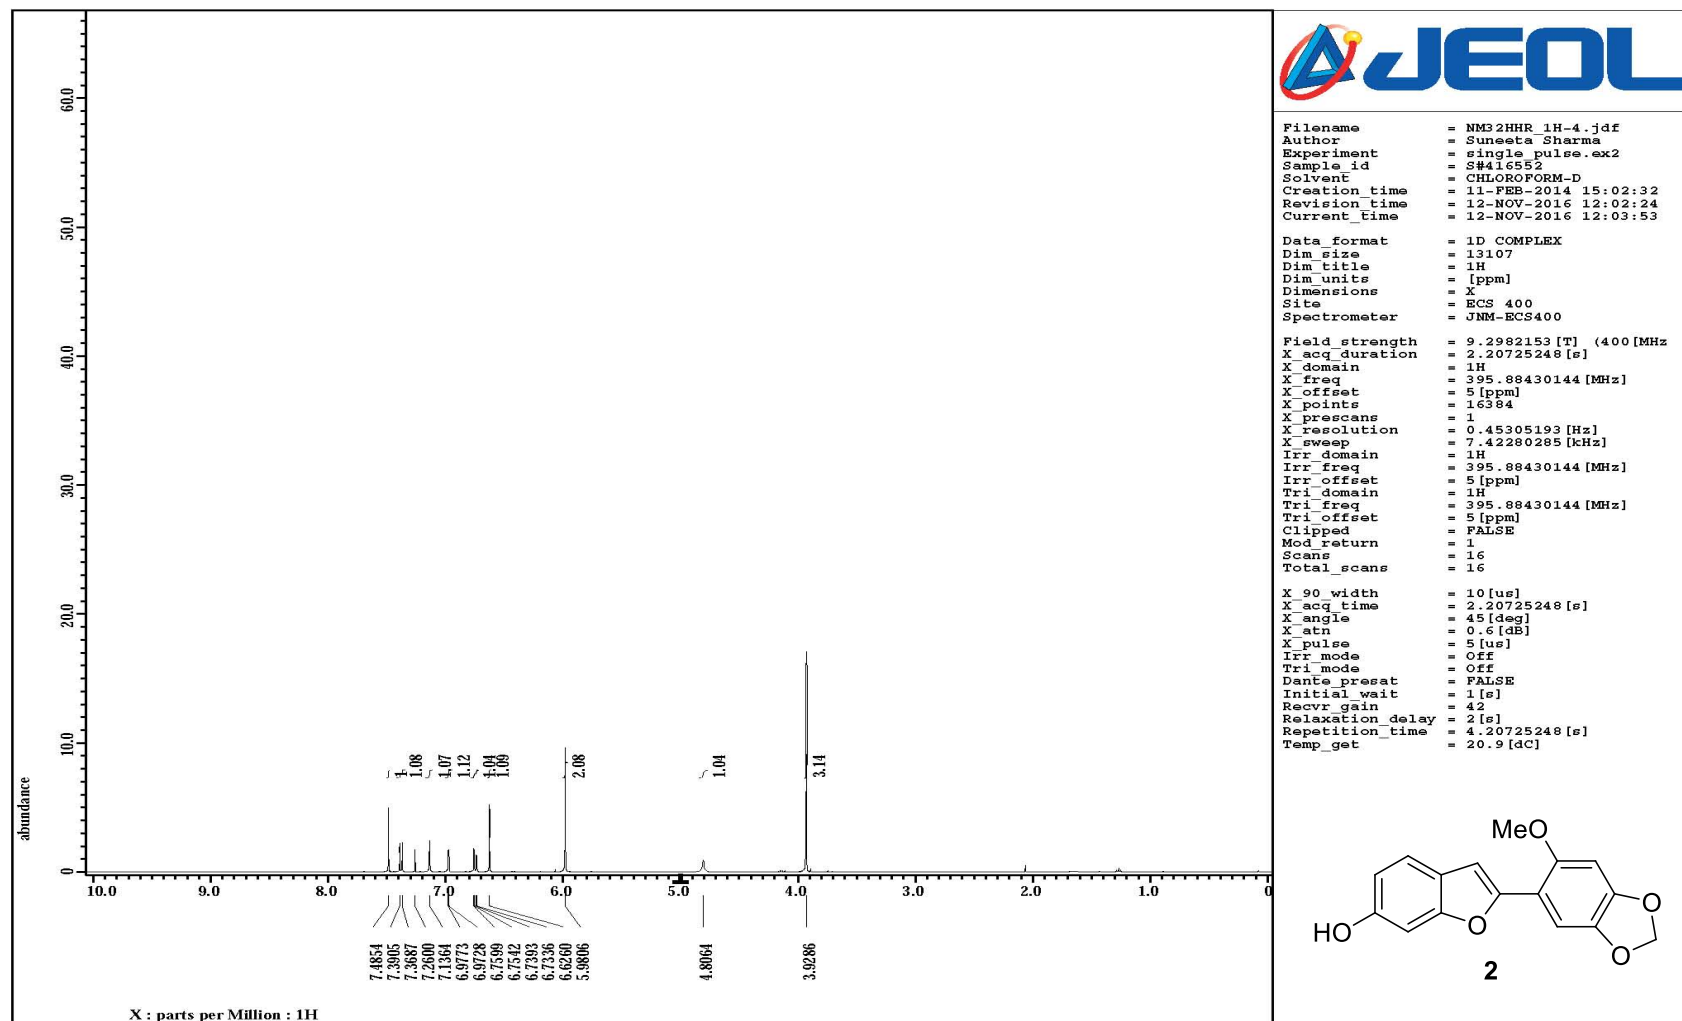 JEOL
Filename = NM32HHR_1H-4.jdf
Author = Suneeta Sharma
Experiment = single_pulse.ex2
Sample_id = S#416552
Solvent = CHLOROFORM-D
Creation_time = 11-FEB-2014 15:02:32
Revision_time = 12-NOV-2016 12:02:24
Current_time = 12-NOV-2016 12:03:53
Data_format = 1D COMPLEX
Dim_size = 13107
Dim_title = 1H
Dim_units = [ppm]
Dimensions = X
Site = ECS 400
Spectrometer = JNM-ECS400
Field_strength = 9.2982153[T] (400[MHz
X_acq_duration = 2.20725248[s]
X_domain = 1H
X_freq = 395.88430144[MHz]
X_offset = 5[ppm]
X_points = 16384
X_prescans = 1
X_resolution = 0.45305193[Hz]
X_sweep = 7.42280285[kHz]
Irr_domain = 1H
Irr_freq = 395.88430144[MHz]
Irr_offset = 5[ppm]
Tri_domain = 1H
Tri_freq = 395.88430144[MHz]
Tri_offset = 5[ppm]
Clipped = FALSE
Mod_return = 1
Scans = 16
Total_scans = 16
X_90_width = 10[us]
X_acq_time = 2.20725248[s]
X_angle = 45[deg]
X_atn = 0.6[dB]
X_pulse = 5[us]
Irr_mode = Off
Tri_mode = Off
Dante_presat = FALSE
Initial_wait = 1[s]
Recvr_gain = 42
Relaxation_delay = 2[s]
Repetition_time = 4.20725248[s]
Temp_get = 20.9[dC]
MeO
HO
O
O
O
2
abundance
60.0
50.0
40.0
30.0
20.0
10.0
0
1
1.08
1.07
1.12
1.04
1.09
2.08
1.04
3.14
10.0 9.0 8.0 7.0 6.0 5.0 4.0 3.0 2.0 1.0 0
7.4854
7.3905
7.3687
7.2600
7.1364
6.9773
6.9728
6.7599
6.7542
6.7393
6.7336
6.6260
5.9806
4.8064
3.9286
X : parts per Million : 1H